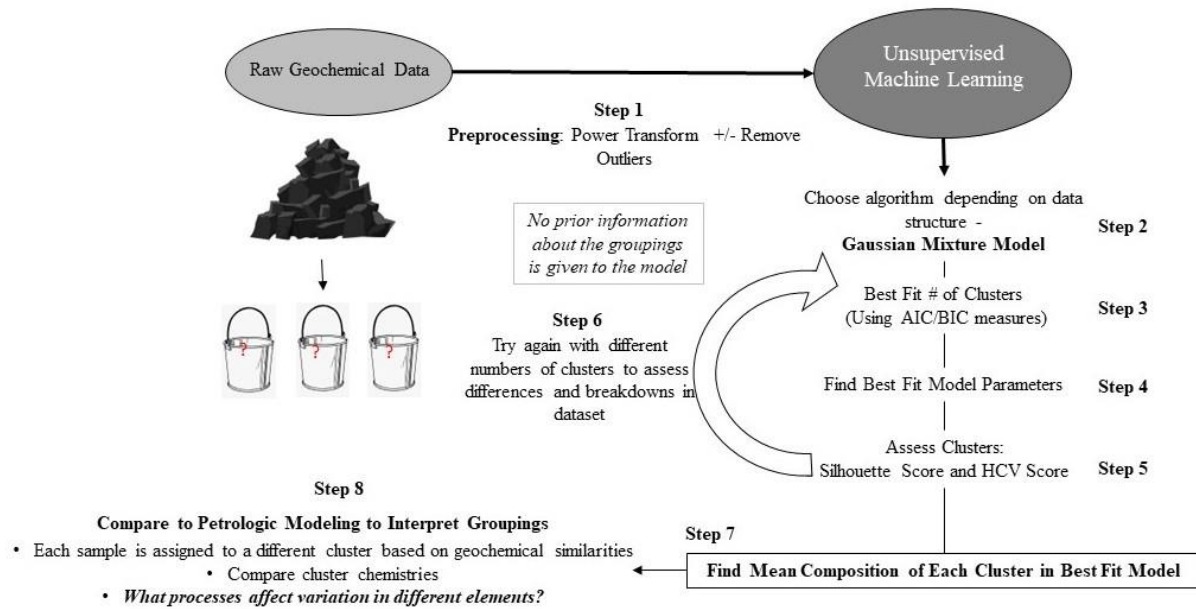 Raw Geochemical Data
Unsupervised
Machine Learning
Step 1
Preprocessing: Power Transform +/- Remove
Outliers
Choose algorithm depending on data
structure -
Gaussian Mixture Model
Step 2
No prior information
about the groupings
is given to the model
Best Fit # of Clusters
(Using AIC/BIC measures)
Step 3
? ? ?
Step 6
Try again with different
numbers of clusters to assess
differences and breakdowns in
dataset
Find Best Fit Model Parameters
Step 4
Assess Clusters:
Silhouette Score and HCV Score
Step 5
Step 7
Find Mean Composition of Each Cluster in Best Fit Model
Step 8
Compare to Petrologic Modeling to Interpret Groupings
• Each sample is assigned to a different cluster based on geochemical similarities
• Compare cluster chemistries
• What processes affect variation in different elements?